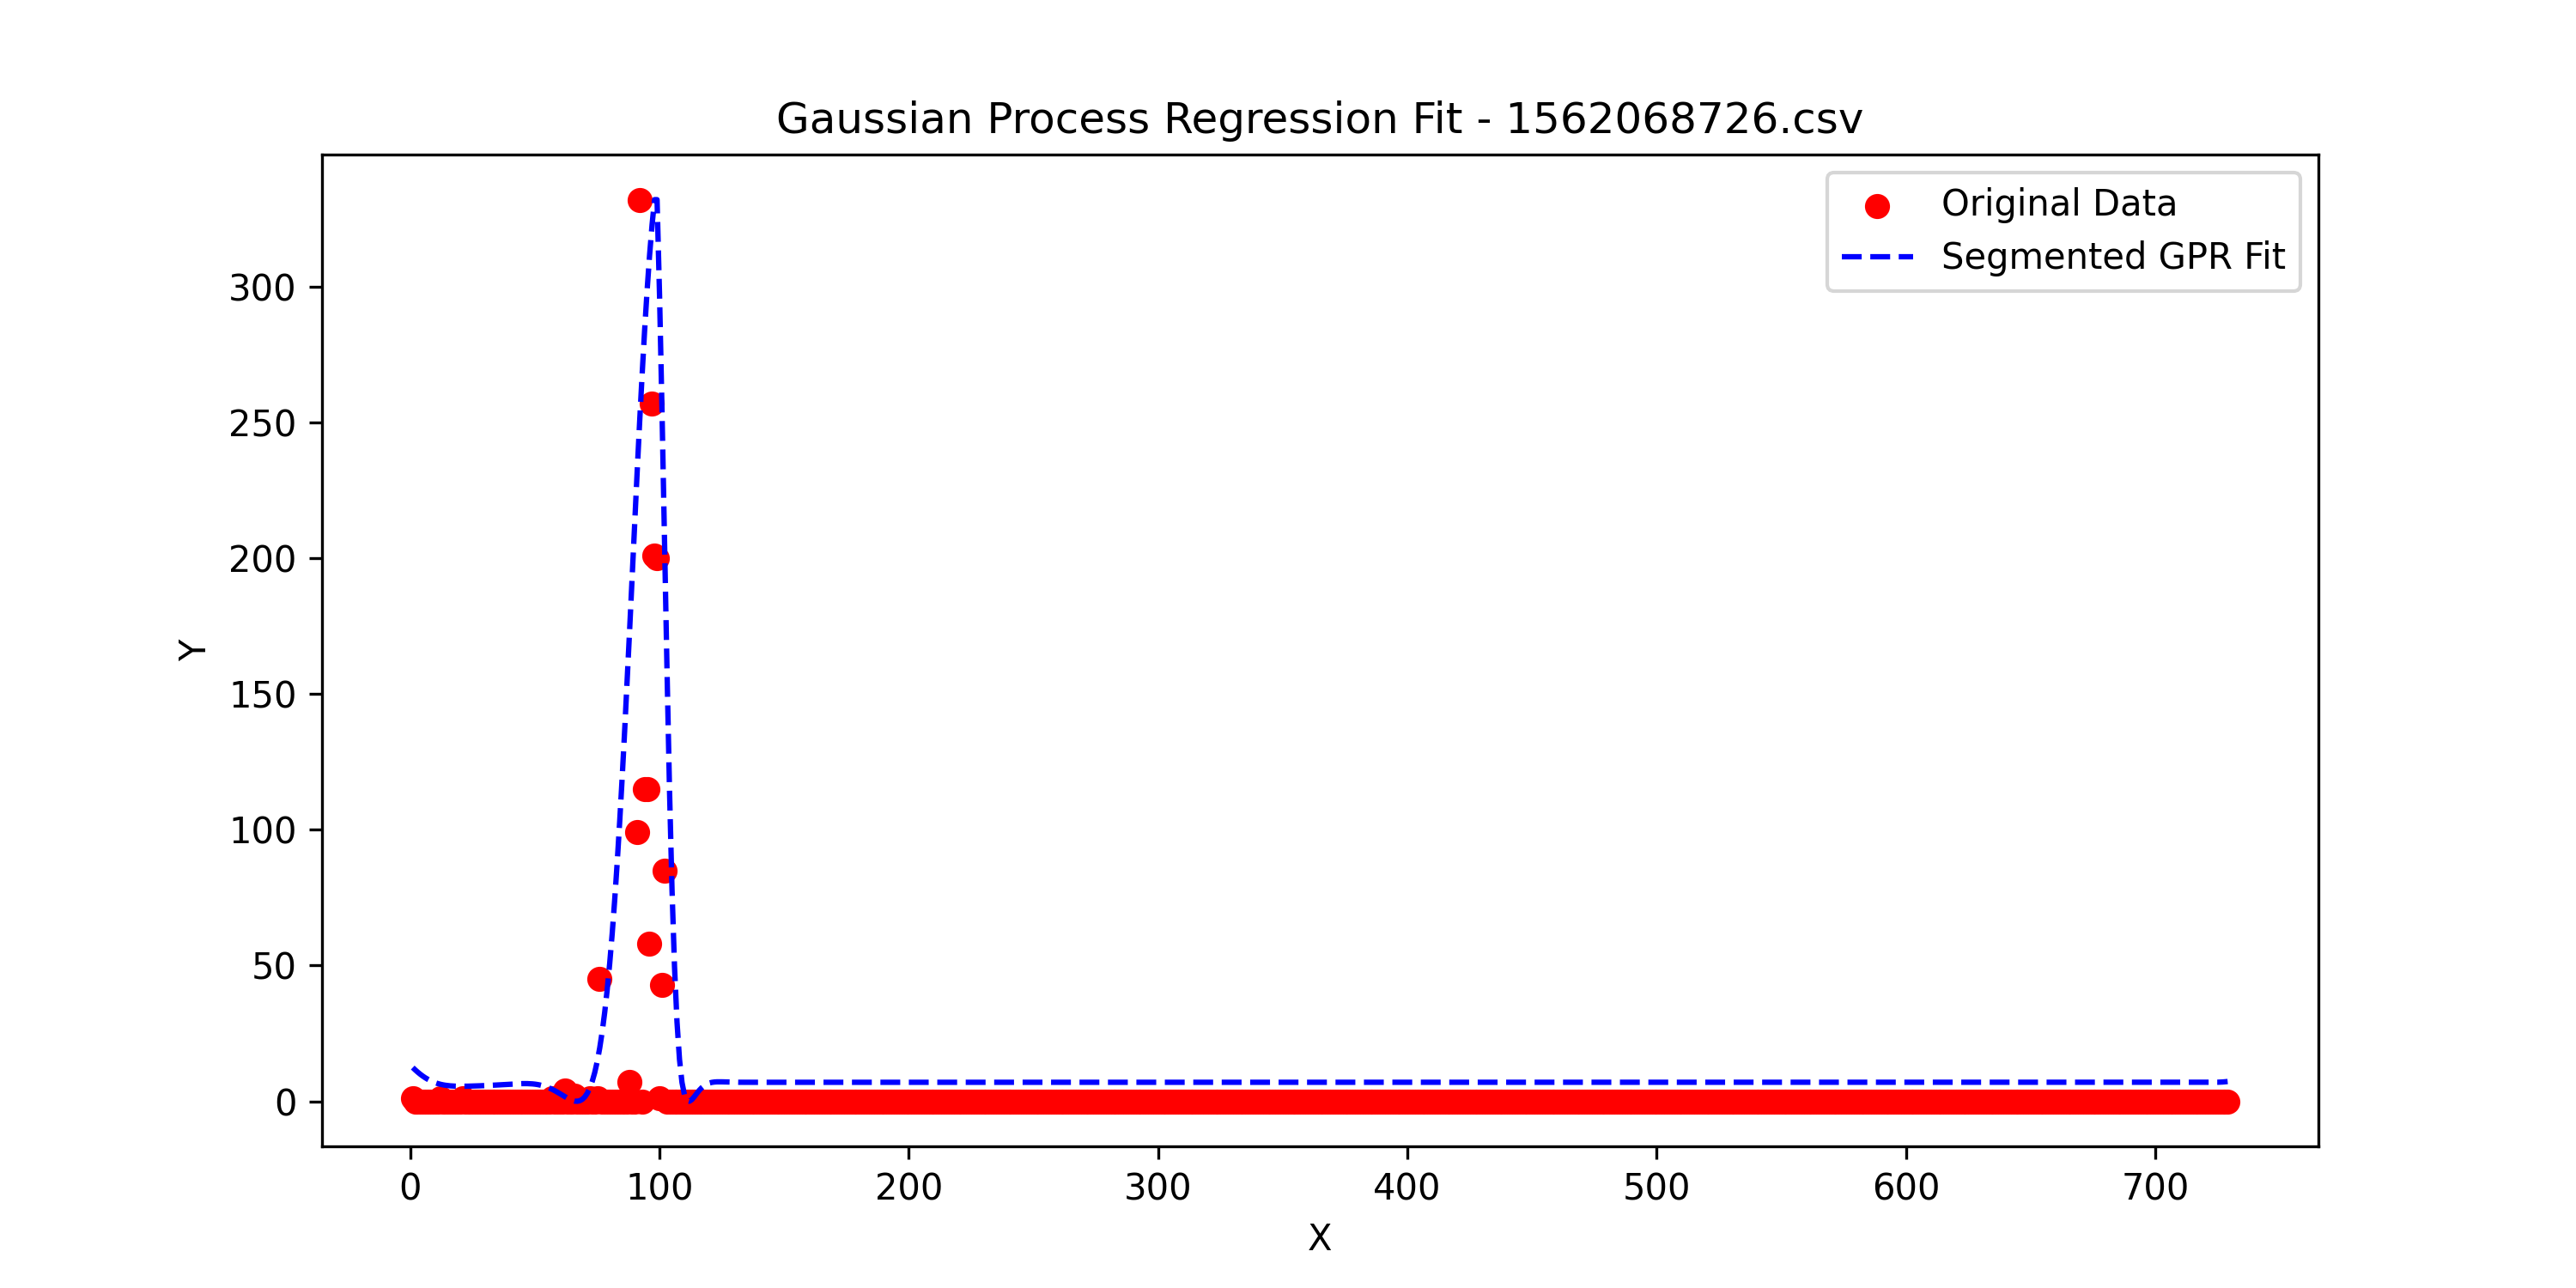 Gaussian Process Regression Fit - 1562068726.csv
Original Data
Segmented GPR Fit
300
250
200
150
100
50
0
Y
0 100 200 300 400 500 600 700
X